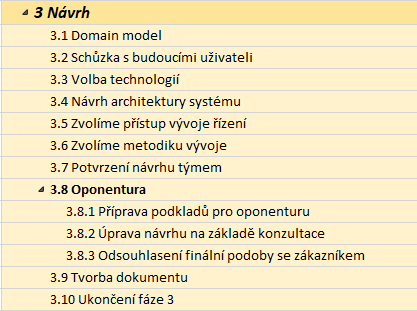 3 Návrh
3.1 Domain model
3.2 Schůzka s budoucími uživateli
3.3 Volba technologií
3.4 Návrh architektury systému
3.5 Zvolíme přístup vývoje řízení
3.6 Zvolíme metodiku vývoje
3.7 Potvrzení návrhu týmem
3.8 Oponentura
3.8.1 Příprava podkladů pro oponenturu
3.8.2 Úprava návrhu na základě konzultace
3.8.3 Odsouhlasení finální podoby se zákazníkem
3.9 Tvorba dokumentu
3.10 Ukončení fáze 3